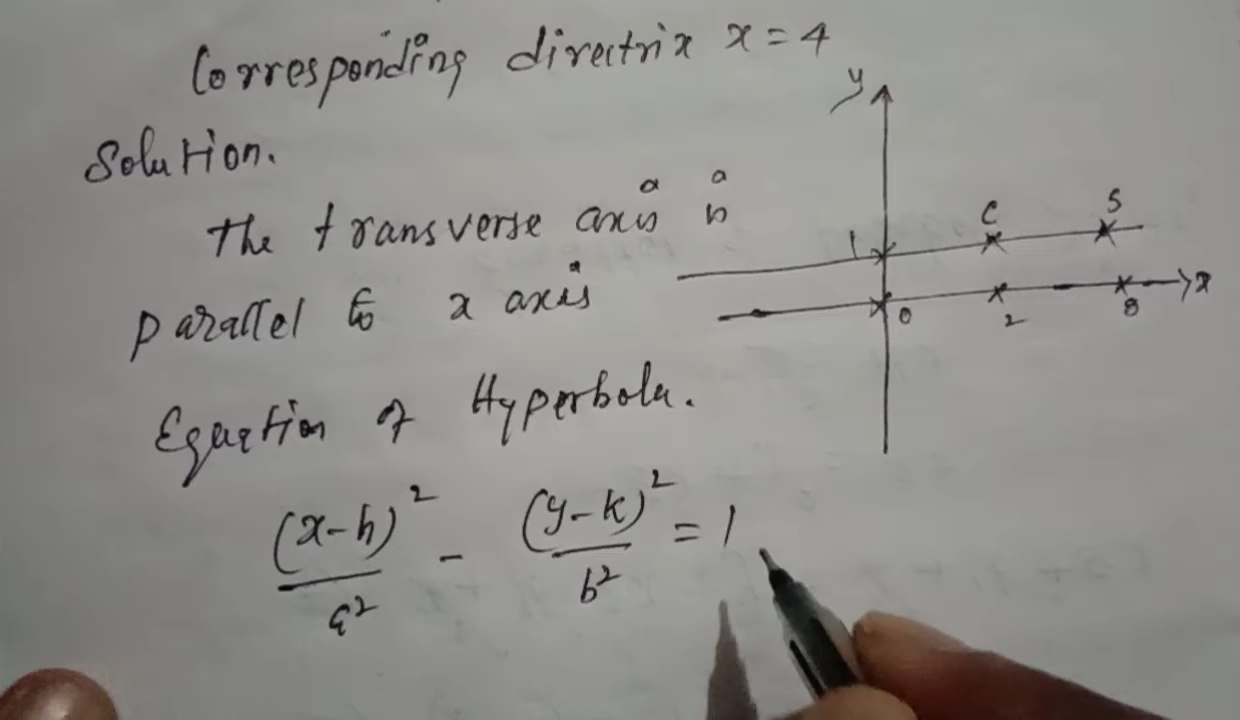 Corresponding directrix x = 4
Solution.
The transverse axis is
parallel to x axis
Equation of Hyperbola.
(x-h)² / a² - (y-k)² / b² = 1
y
C S
1
x
0 2 8